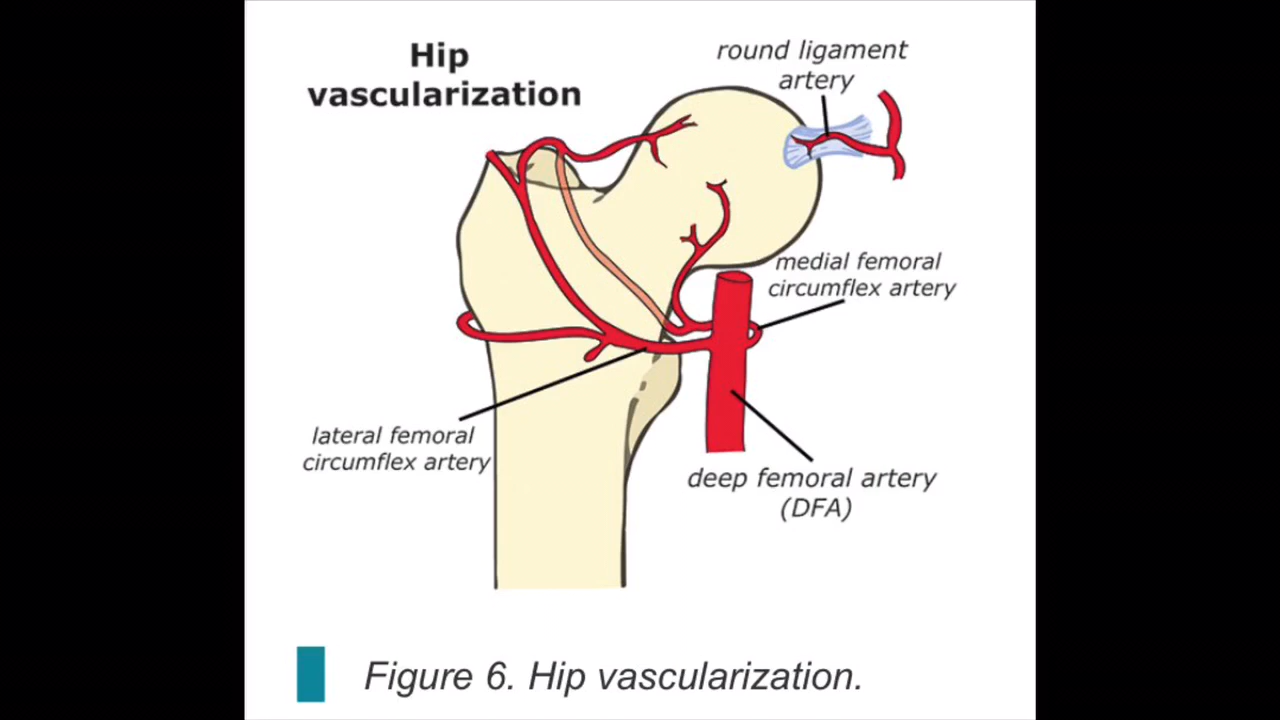 Hip
vascularization
round ligament
artery
medial femoral
circumflex artery
lateral femoral
circumflex artery
deep femoral artery
(DFA)
Figure 6. Hip vascularization.